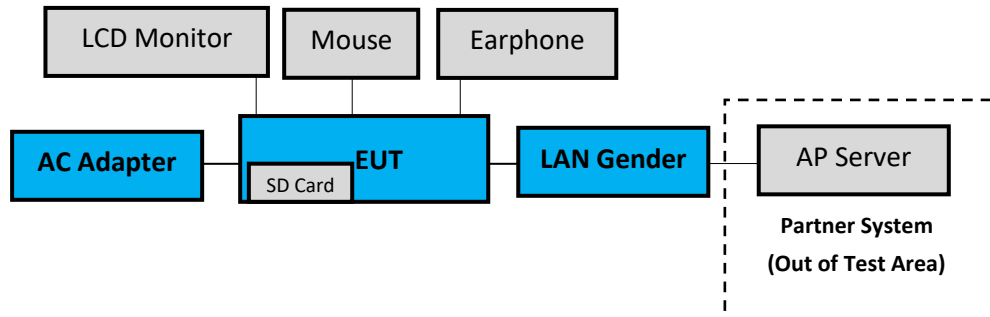 LCD Monitor
Mouse
Earphone
AC Adapter
EUT
SD Card
LAN Gender
AP Server
Partner System
(Out of Test Area)